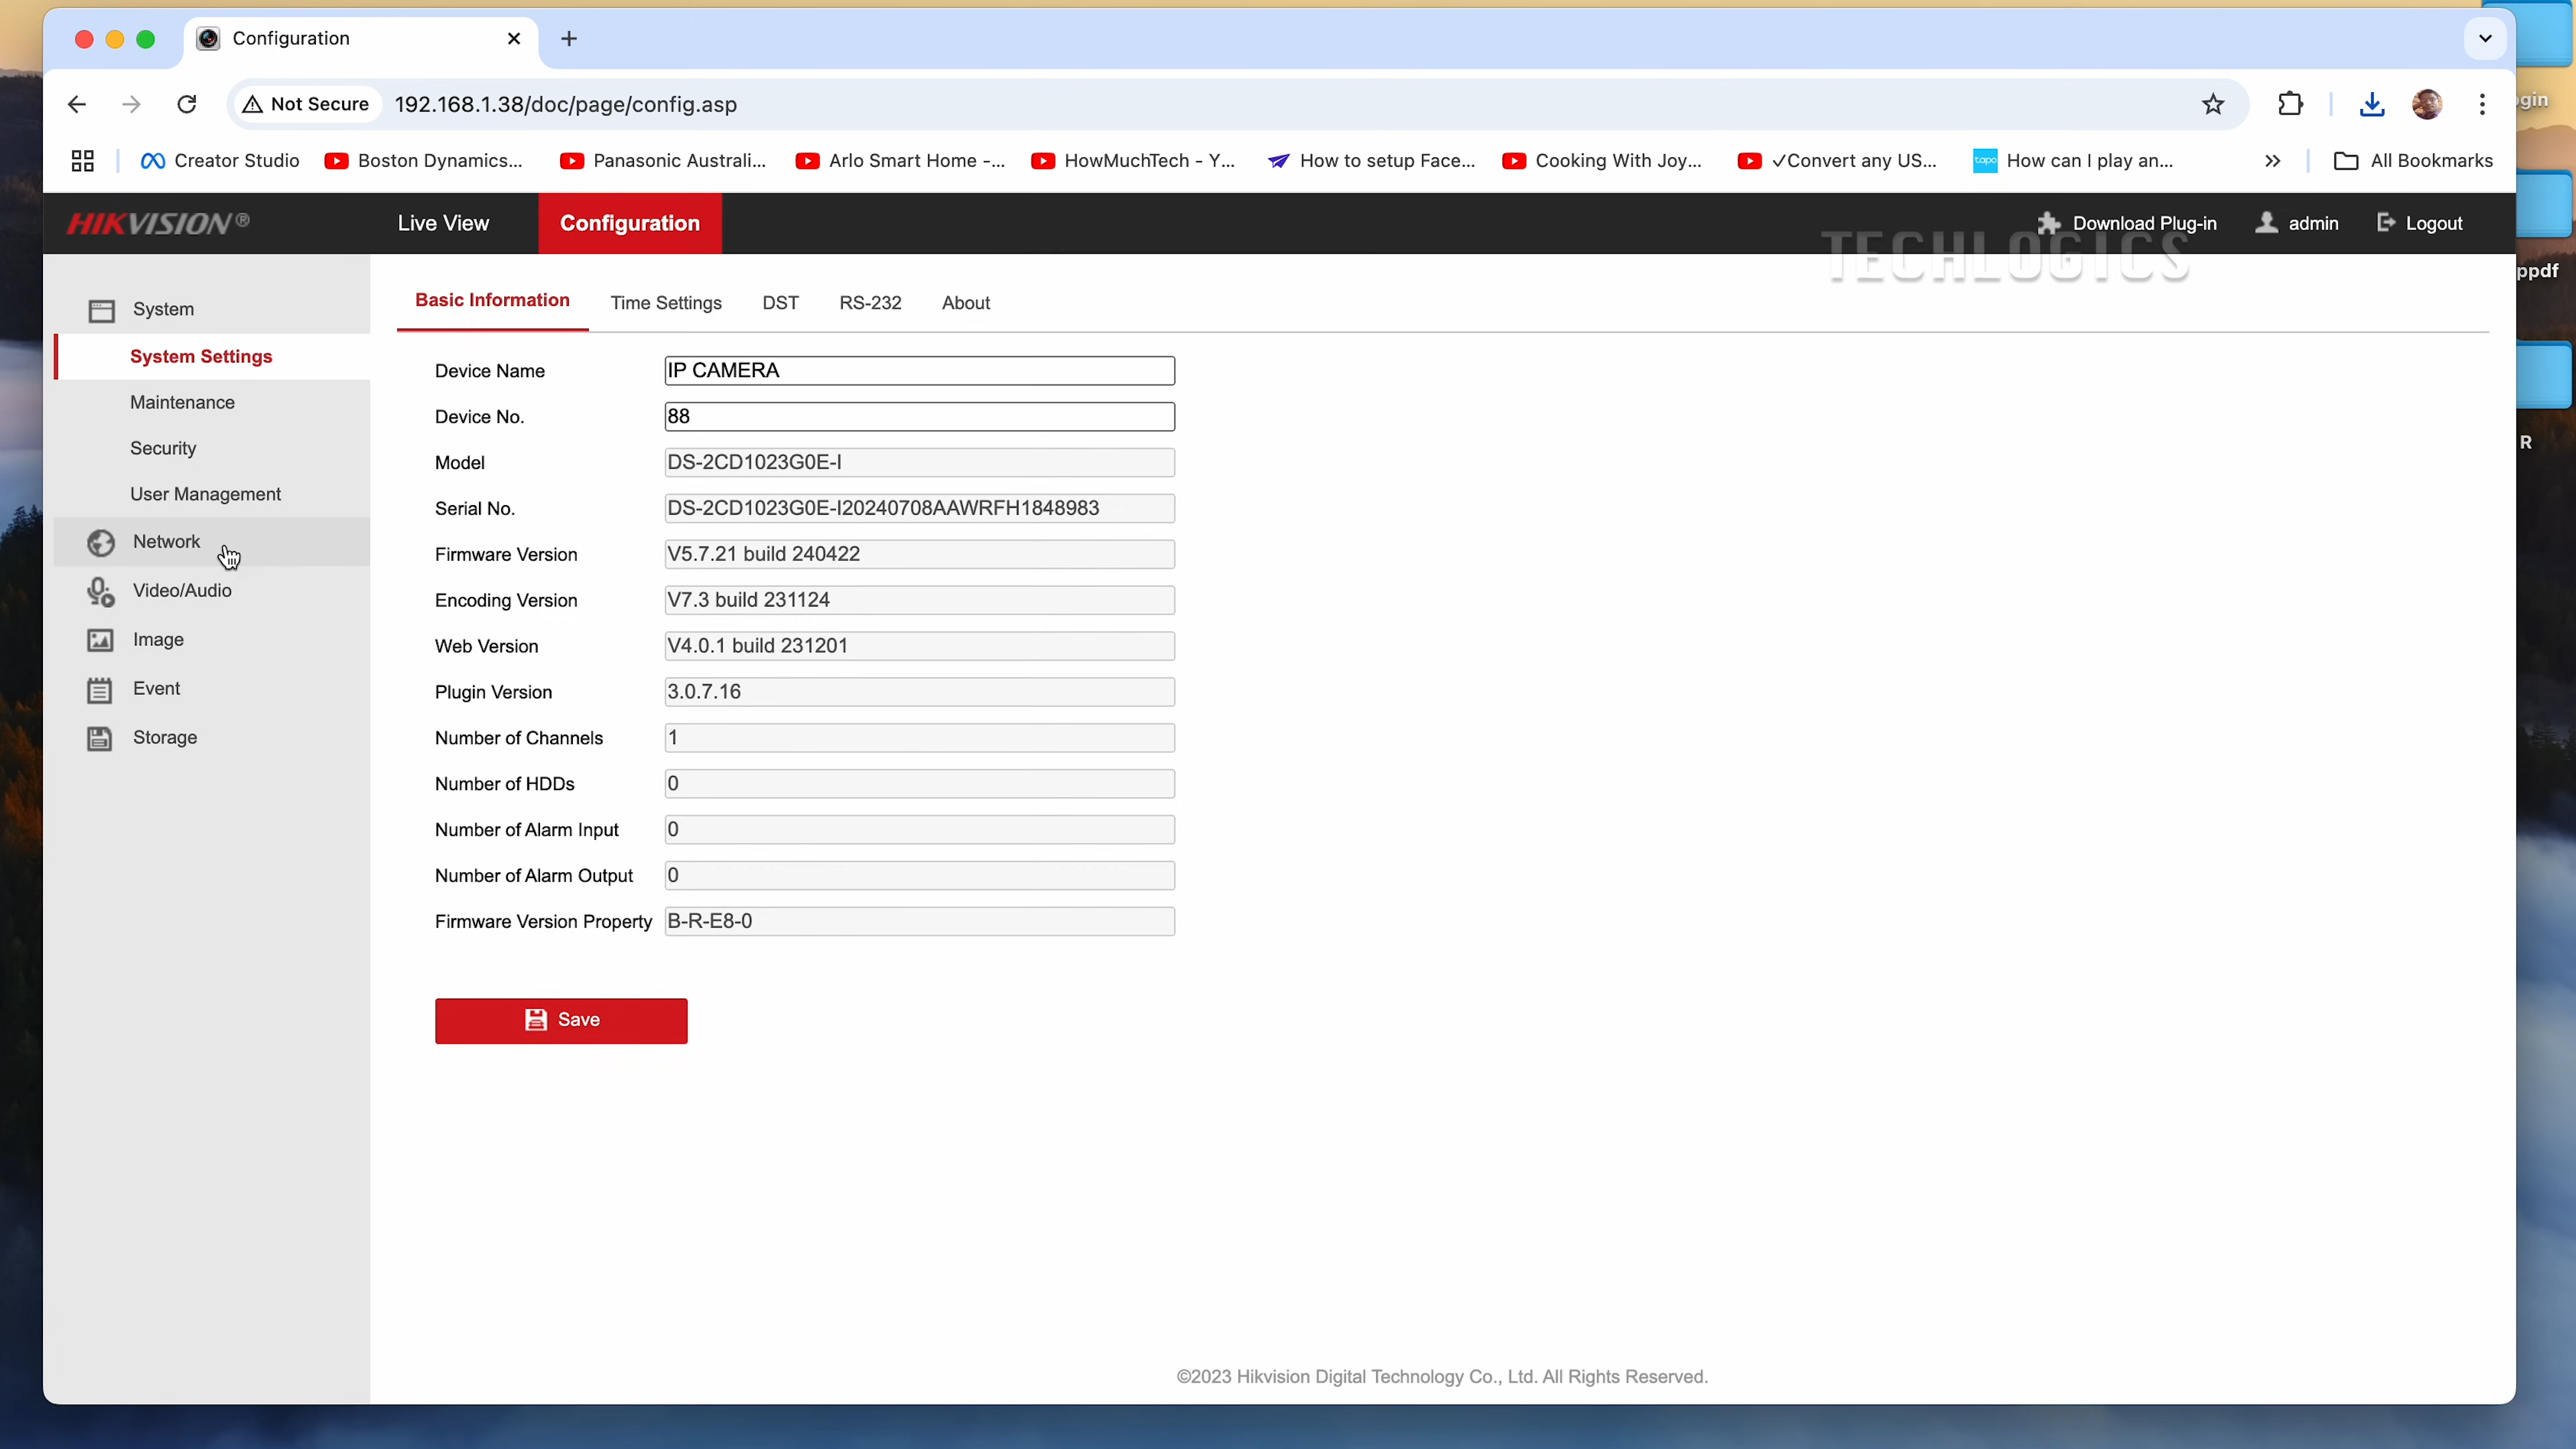 Configuration
Not Secure 192.168.1.38/doc/page/config.asp
Creator Studio Boston Dynamics... Panasonic Australi... Arlo Smart Home -... HowMuchTech - Y... How to setup Face... Cooking With Joy... ✓Convert any US... tapo How can I play an... » All Bookmarks
HIKVISION® Live View Configuration Download Plug-in admin Logout
TECHLOGICS
System
System Settings
Maintenance
Security
User Management
Network
Video/Audio
Image
Event
Storage
Basic Information Time Settings DST RS-232 About
Device Name IP CAMERA
Device No. 88
Model DS-2CD1023G0E-I
Serial No. DS-2CD1023G0E-I20240708AAWRFH1848983
Firmware Version V5.7.21 build 240422
Encoding Version V7.3 build 231124
Web Version V4.0.1 build 231201
Plugin Version 3.0.7.16
Number of Channels 1
Number of HDDs 0
Number of Alarm Input 0
Number of Alarm Output 0
Firmware Version Property B-R-E8-0
Save
©2023 Hikvision Digital Technology Co., Ltd. All Rights Reserved.
gin
ppdf
R